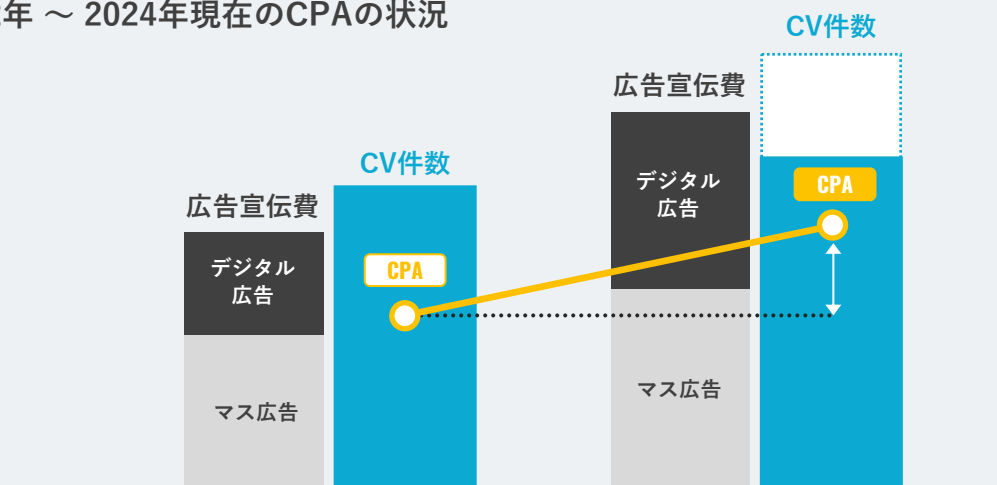 年 ～ 2024年現在のCPAの状況
CV件数
広告宣伝費
CV件数
デジタル
広告
CPA
広告宣伝費
デジタル
広告
CPA
マス広告
マス広告